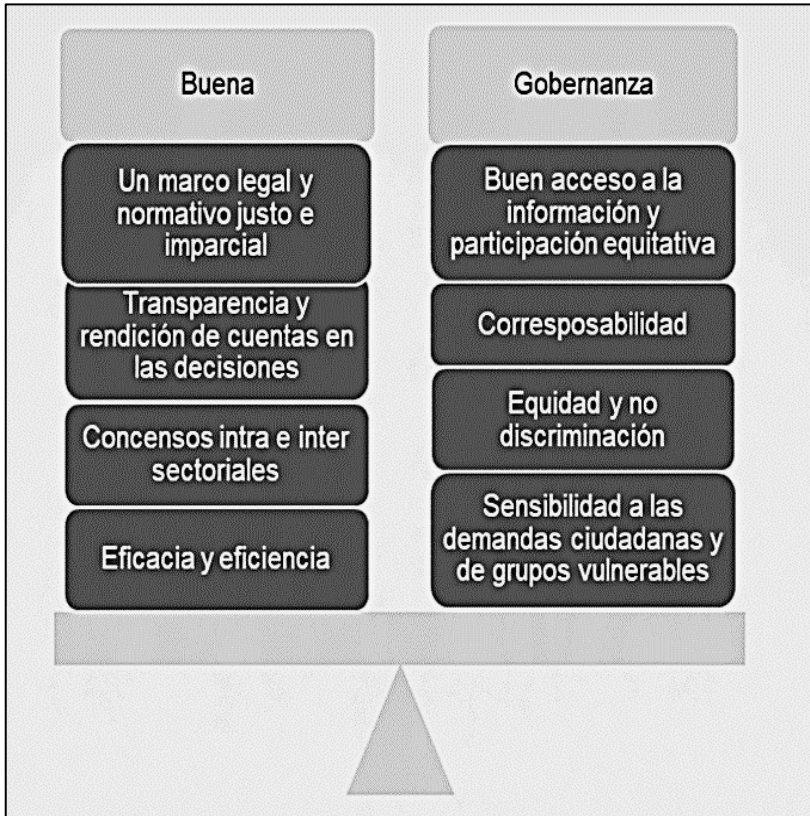 Buena
Un marco legal y
normativo justo e
imparcial
Transparencia y
rendición de cuentas en
las decisiones
Concensos intra e inter
sectoriales
Eficacia y eficiencia
Gobernanza
Buen acceso a la
información y
participación equitativa
Corresposabilidad
Equidad y no
discriminación
Sensibilidad a las
demandas ciudadanas y
de grupos vulnerables